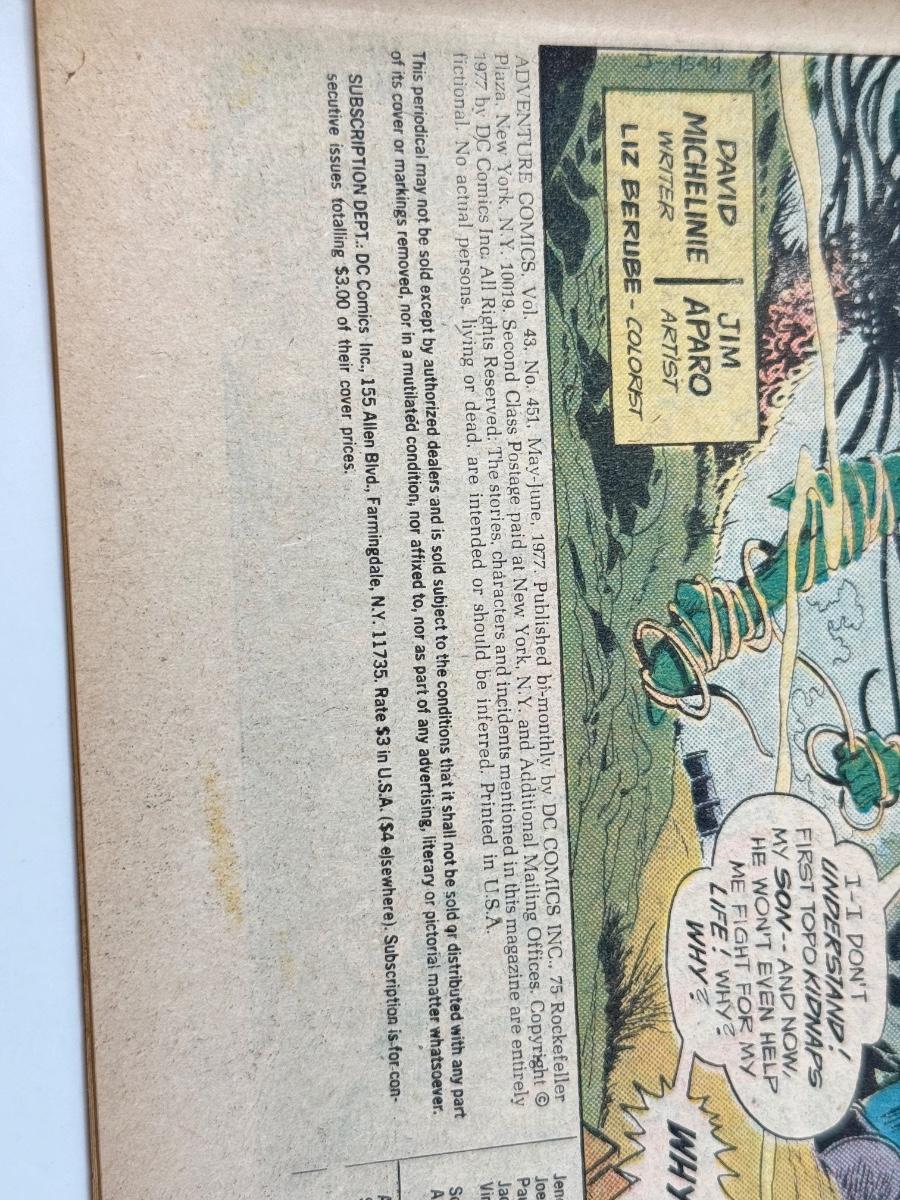 J-4544
DAVID MICHELINIE
WRITER
JIM APARO
ARTIST
LIZ BERUBE - COLORIST
I-I DON'T
UNDERSTAND!
FIRST TOPO KIDNAPS
MY SON--AND NOW,
HE WON'T EVEN HELP
ME FIGHT FOR MY
LIFE! WHY?
WHY?
WHY
ADVENTURE COMICS, Vol. 43, No. 451, May-June, 1977. Published bi-monthly by DC COMICS INC., 75 Rockefeller
Plaza, New York, N.Y. 10019. Second Class Postage paid at New York, N.Y. and Additional Mailing Offices. Copyright ©
1977 by DC Comics Inc. All Rights Reserved. The stories, characters and incidents mentioned in this magazine are entirely
fictional. No actual persons, living or dead, are intended or should be inferred. Printed in U.S.A.
This periodical may not be sold except by authorized dealers and is sold subject to the conditions that it shall not be sold or distributed with any part
of its cover or markings removed, nor in a mutilated condition, nor affixed to, nor as part of any advertising, literary or pictorial matter whatsoever.
SUBSCRIPTION DEPT.: DC Comics Inc., 155 Allen Blvd., Farmingdale, N.Y. 11735. Rate $3 in U.S.A. ($4 elsewhere). Subscription is for con-
secutive issues totalling $3.00 of their cover prices.